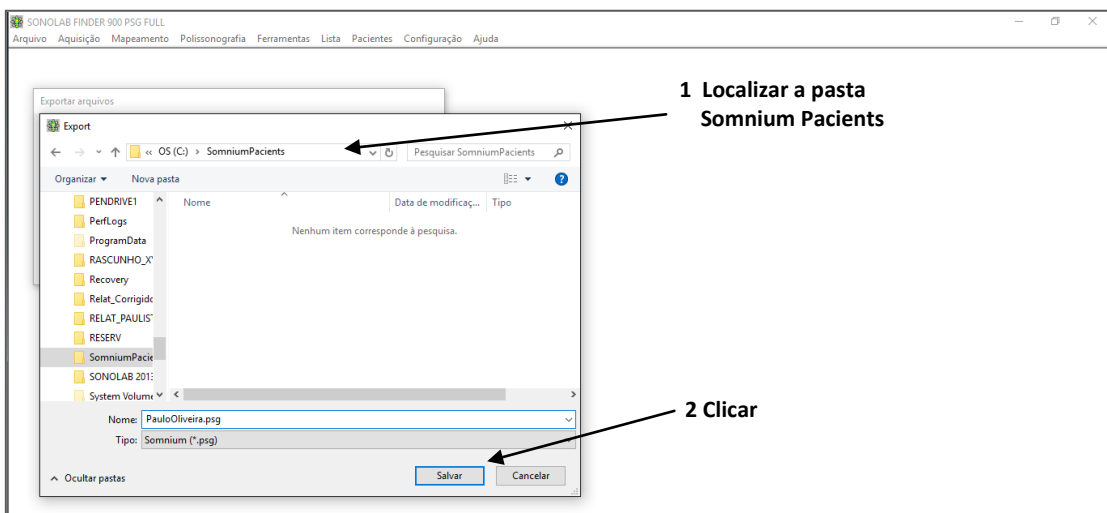 SONOLAB FINDER 900 PSG FULL
Arquivo Aquisição Mapeamento Polissonografia Ferramentas Lista Pacientes Configuração Ajuda
1 Localizar a pasta
Somnium Pacients
Exportar arquivos
Export
« OS (C:) > SomniumPacients
Pesquisar SomniumPacients
Organizar Nova pasta
Nome Data de modificaç... Tipo
Nenhum item corresponde à pesquisa.
PENDRIVE1
PerfLogs
ProgramData
RASCUNHO_X
Recovery
Relat_Corrigido
RELAT_PAULIS
RESERV
SomniumPacie
SONOLAB 2013
System Volume
2 Clicar
Nome: PauloOliveira.psg
Tipo: Somnium (*.psg)
Ocultar pastas
Salvar Cancelar